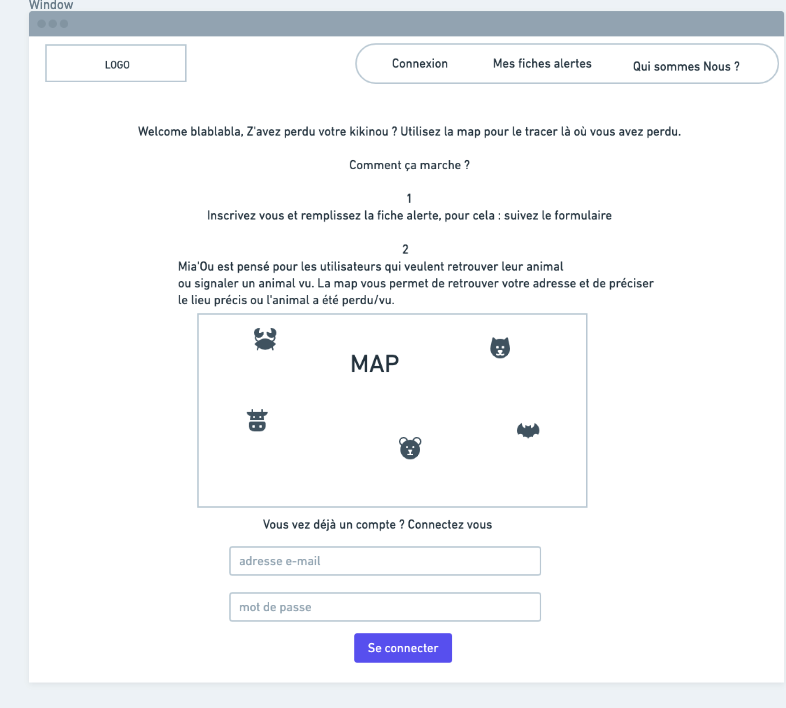 Window
LOGO
Connexion
Mes fiches alertes
Qui sommes Nous ?
Welcome blablabla, Z'avez perdu votre kikinou ? Utilisez la map pour le tracer là où vous avez perdu.
Comment ça marche ?
1
Inscrivez vous et remplissez la fiche alerte, pour cela : suivez le formulaire
2
Mia'Ou est pensé pour les utilisateurs qui veulent retrouver leur animal
ou signaler un animal vu. La map vous permet de retrouver votre adresse et de préciser
le lieu précis ou l'animal a été perdu/vu.
MAP
Vous vez déjà un compte ? Connectez vous
adresse e-mail
mot de passe
Se connecter